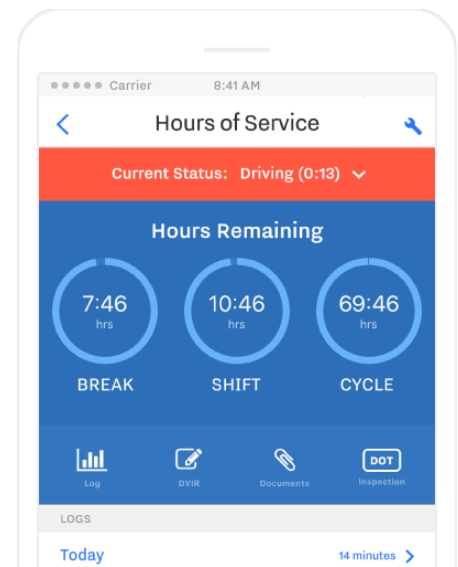 Carrier 8:41 AM
Hours of Service
Current Status: Driving (0:13)
Hours Remaining
7:46 10:46 69:46
hrs hrs hrs
BREAK SHIFT CYCLE
DOT
Log DVIR Documents Inspection
LOGS
Today 14 minutes